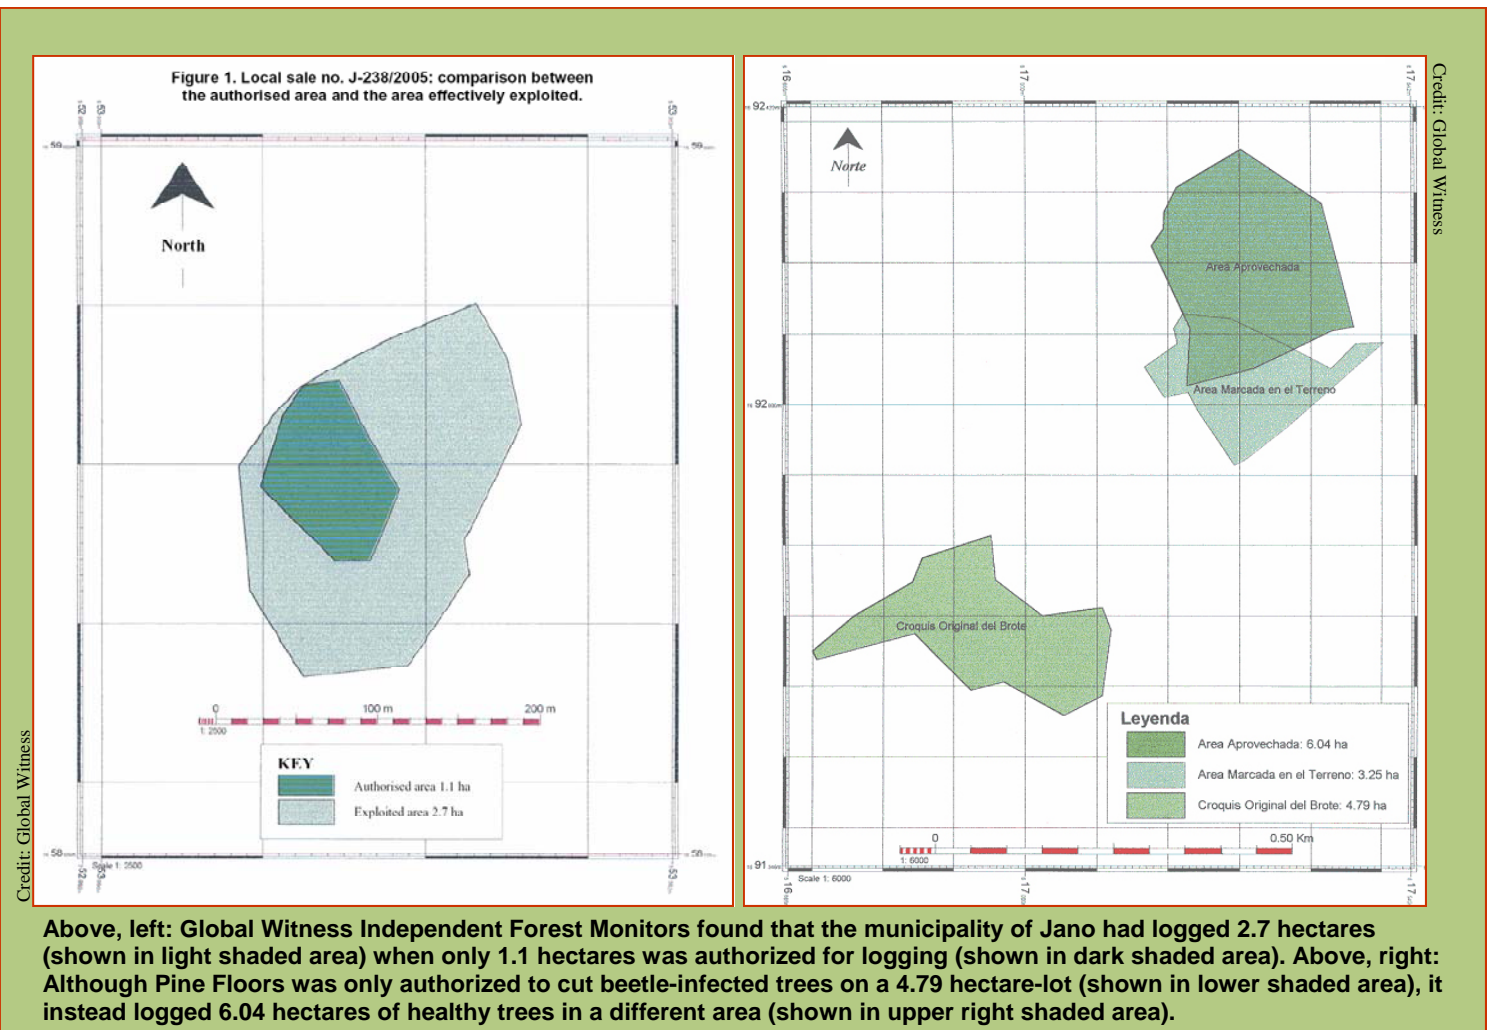 Figure 1. Local sale no. J-238/2005: comparison between
the authorised area and the area effectively exploited.
North
0 100 m 200 m
1: 2500
KEY
Authorised area 1.1 ha
Exploited area 2.7 ha
Scale 1: 2500
Credit: Global Witness
Norte
Area Aprovechada
Area Marcada en el Terreno
Croquis Original del Brote
Leyenda
Area Aprovechada: 6.04 ha
Area Marcada en el Terreno: 3.25 ha
Croquis Original del Brote: 4.79 ha
0 0.50 Km
1: 6000
Scale 1: 6000
Credit: Global Witness
Above, left: Global Witness Independent Forest Monitors found that the municipality of Jano had logged 2.7 hectares
(shown in light shaded area) when only 1.1 hectares was authorized for logging (shown in dark shaded area). Above, right:
Although Pine Floors was only authorized to cut beetle-infected trees on a 4.79 hectare-lot (shown in lower shaded area), it
instead logged 6.04 hectares of healthy trees in a different area (shown in upper right shaded area).